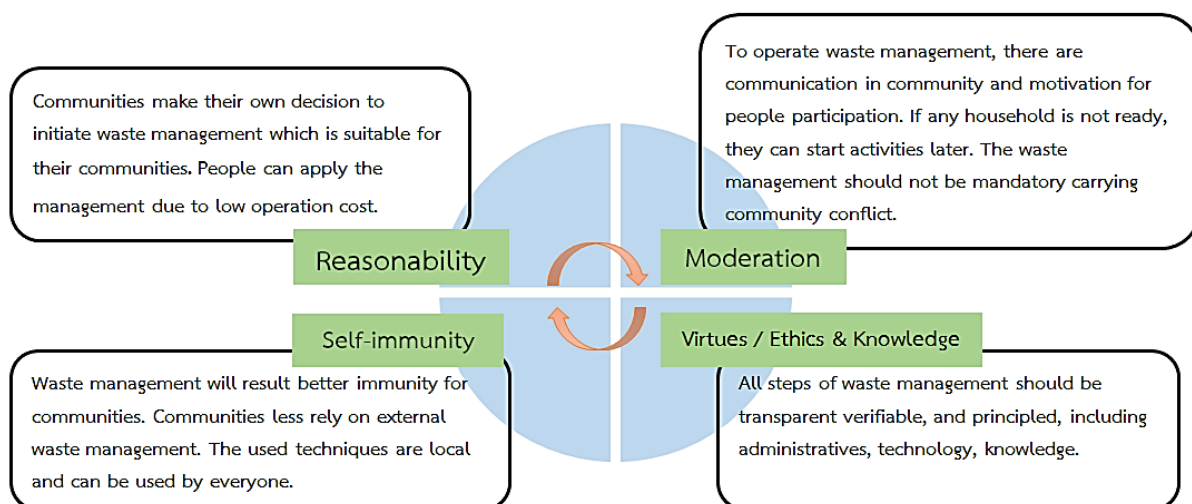 Communities make their own decision to
initiate waste management which is suitable for
their communities. People can apply the
management due to low operation cost.
Reasonability
To operate waste management, there are
communication in community and motivation for
people participation. If any household is not ready,
they can start activities later. The waste
management should not be mandatory carrying
community conflict.
Moderation
Self-immunity
Waste management will result better immunity for
communities. Communities less rely on external
waste management. The used techniques are local
and can be used by everyone.
Virtues / Ethics & Knowledge
All steps of waste management should be
transparent verifiable, and principled, including
administratives, technology, knowledge.